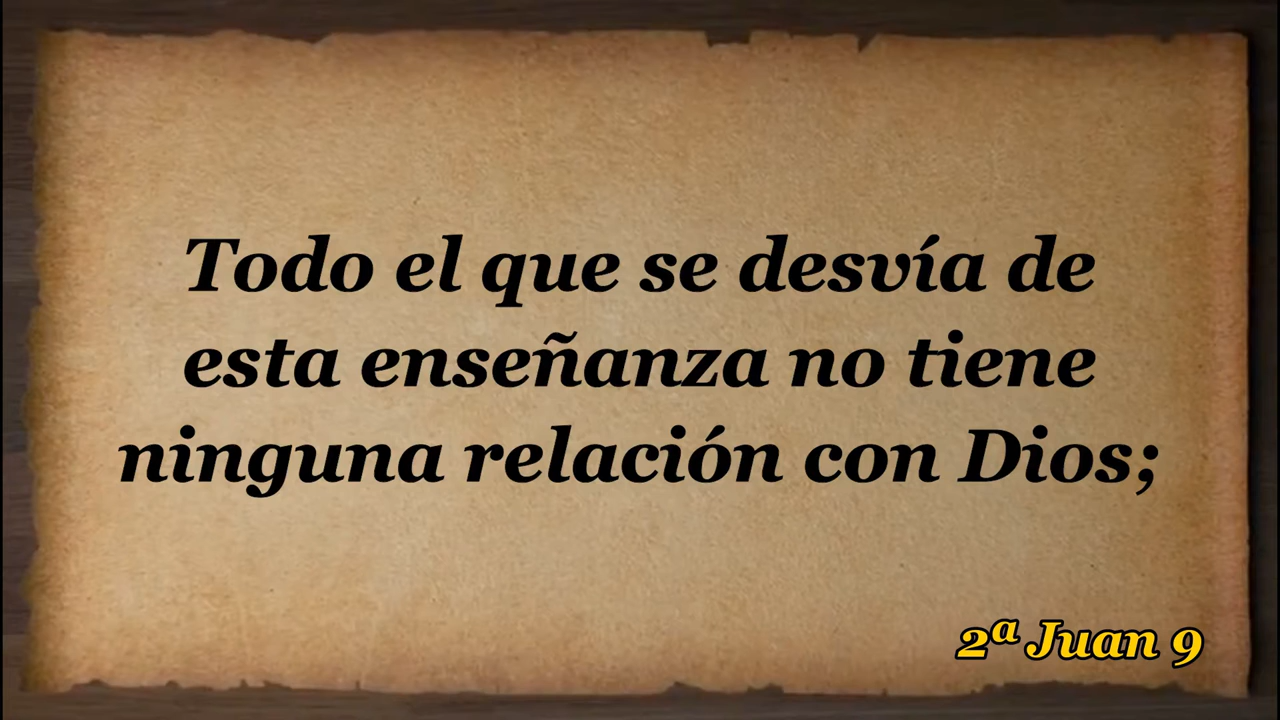 Todo el que se desvía de
esta enseñanza no tiene
ninguna relación con Dios;
2ª Juan 9